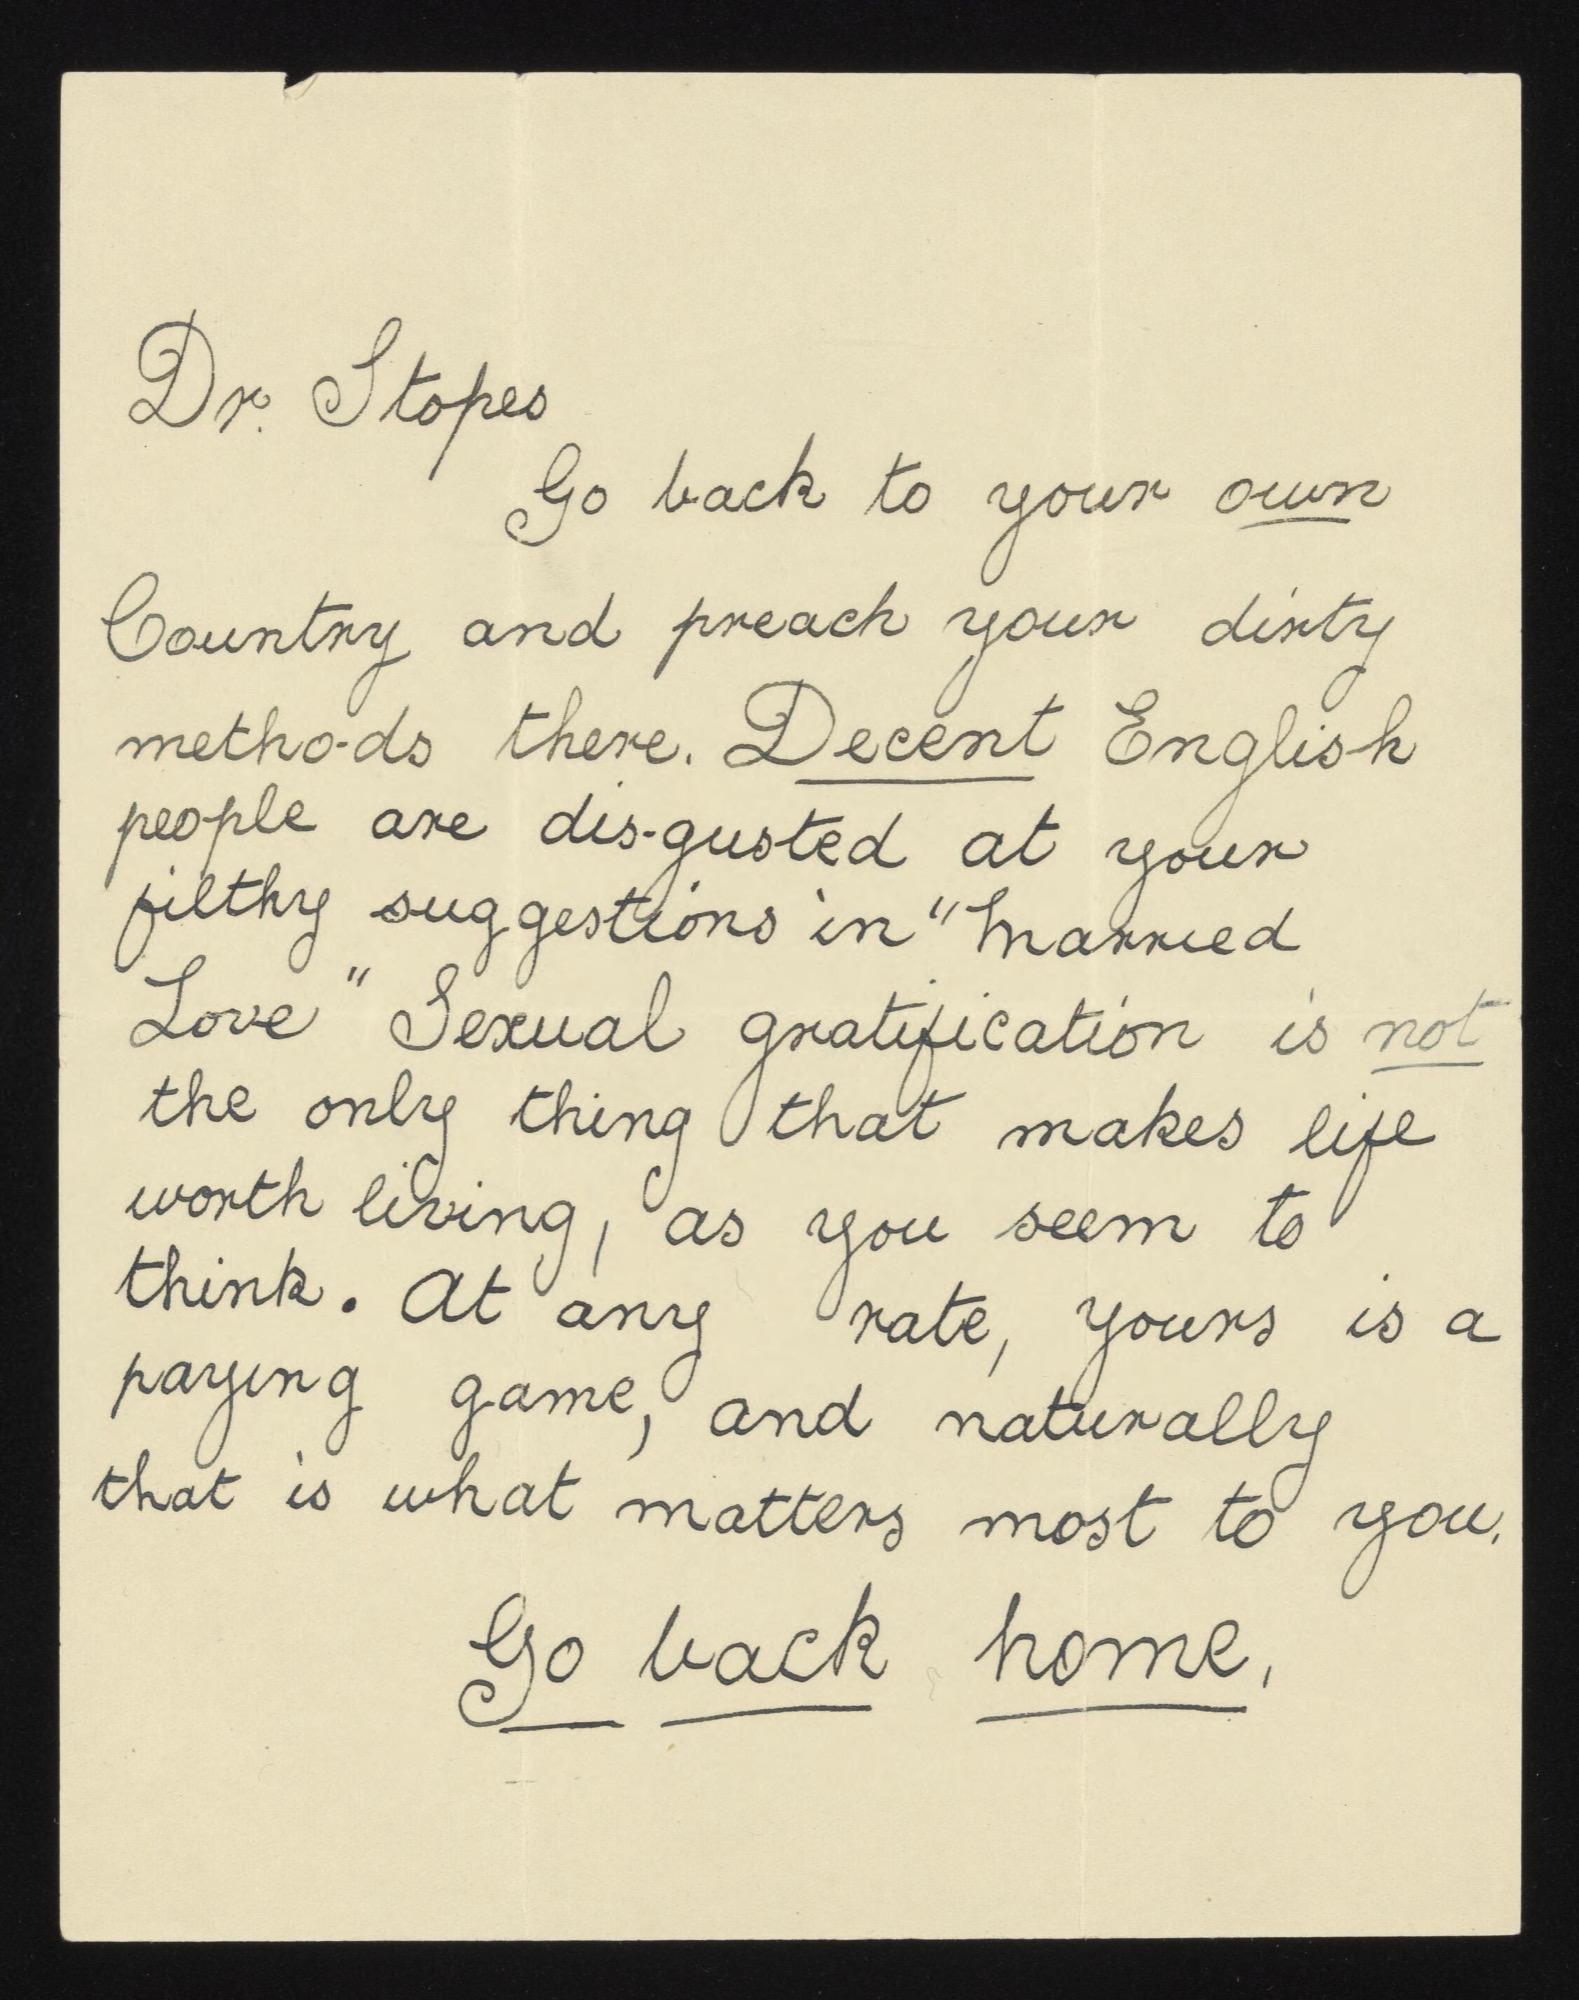 Dr. Stopes
Go back to your own
Country and preach your dirty
metho-ds there. Decent English
people are dis-gusted at your
filthy suggestions in "Married
Love" Sexual gratification is not
the only thing that makes life
worth living, as you seem to
think. At any rate, yours is a
paying game, and naturally
that is what matters most to you.
Go back home.